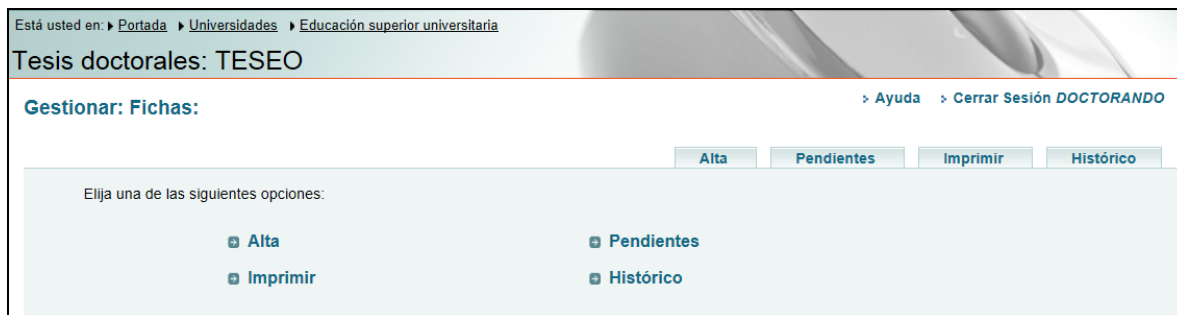 Está usted en: Portada Universidades Educación superior universitaria
Tesis doctorales: TESEO
Gestionar: Fichas:
Ayuda Cerrar Sesión DOCTORANDO
Alta Pendientes Imprimir Histórico
Elija una de las siguientes opciones:
Alta Pendientes
Imprimir Histórico